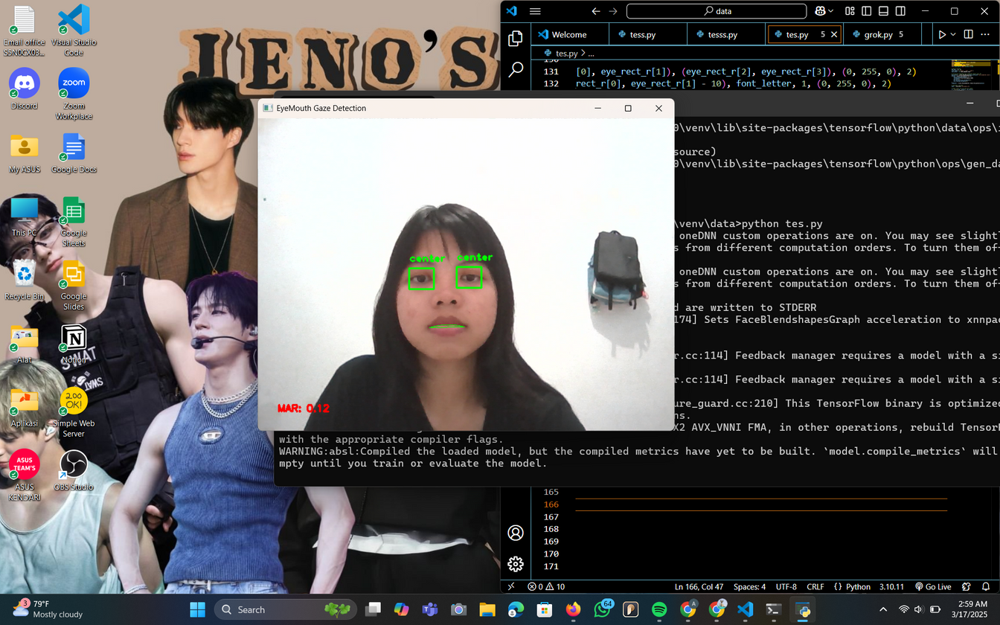 JENO'S
Email office
S5N0CX03...
Visual Studio
Code
Discord
zoom
Zoom
Workplace
My ASUS
Google Docs
This PC
Google
Sheets
Recycle Bin
Google
Slides
Alat
Notion
Aplikasi
200
OK!
Simple Web
Server
ASUS
TEAM'S
ASUS
KENDARI
OBS Studio
SWAT
SWAT
data
Welcome
tess.py
tesss.py
tes.py 5
grok.py 5
tes.py > ...
131 [0], eye_rect_r[1]), (eye_rect_r[2], eye_rect_r[3]), (0, 255, 0), 2)
132 rect_r[0], eye_rect_r[1] - 10), font_letter, 1, (0, 255, 0), 2)
EyeMouth Gaze Detection
center center
MAR: 0.12
0\venv\lib\site-packages\tensorflow\python\data\ops\
source)
0\venv\lib\site-packages\tensorflow\python\ops\gen_da
\venv\data>python tes.py
oneDNN custom operations are on. You may see slightl
s from different computation orders. To turn them of
oneDNN custom operations are on. You may see slightl
s from different computation orders. To turn them of
d are written to STDERR
174] Sets FaceBlendshapesGraph acceleration to xnnpac
r.cc:114] Feedback manager requires a model with a si
r.cc:114] Feedback manager requires a model with a si
ure_guard.cc:210] This TensorFlow binary is optimize
ns.
X2 AVX_VNNI FMA, in other operations, rebuild Tensor
with the appropriate compiler flags.
WARNING:absl:Compiled the loaded model, but the compiled metrics have yet to be built. `model.compile_metrics` will
mpty until you train or evaluate the model.
165
166
167
168
169
170
171
0 10
Ln 166, Col 47
Spaces: 4
UTF-8
CRLF
{} Python
3.10.11
Go Live
3
79°F
Mostly cloudy
Search
64
2:59 AM
3/17/2025